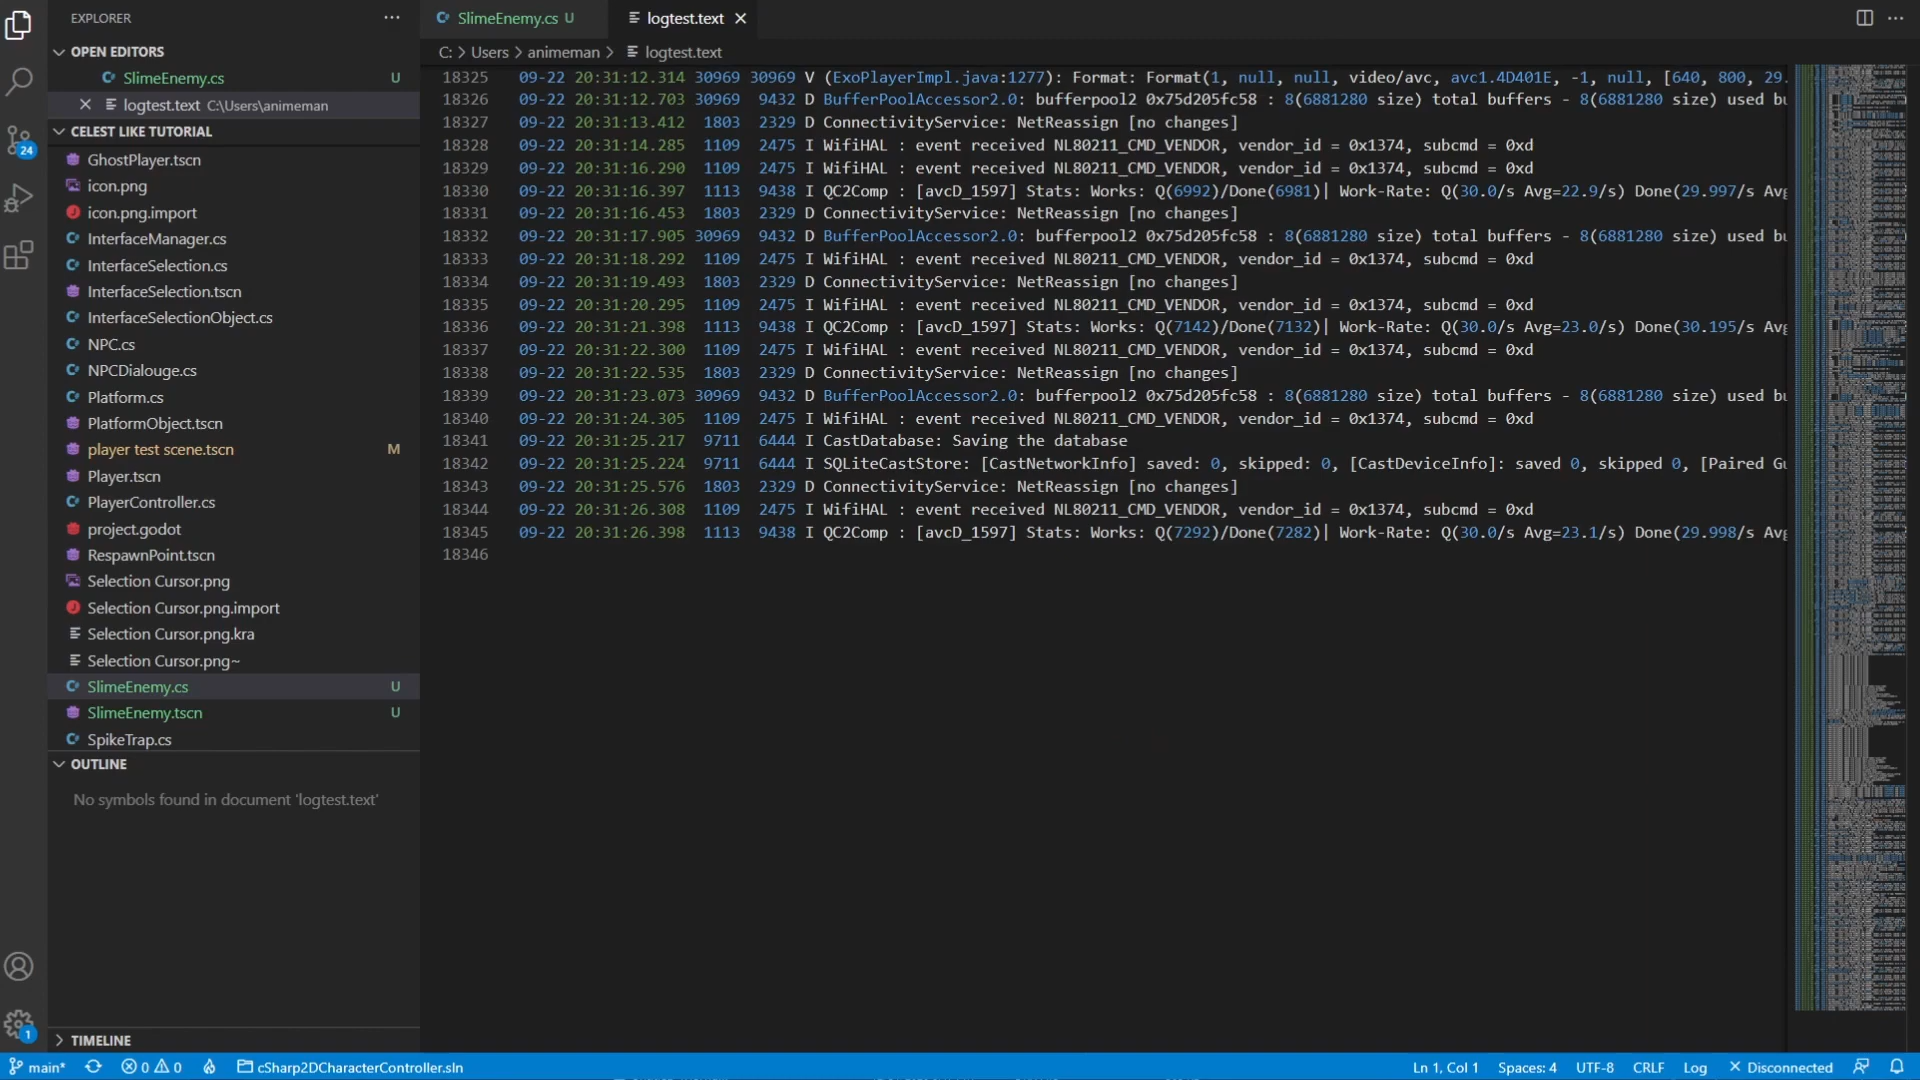 EXPLORER
OPEN EDITORS
SlimeEnemy.cs U
logtest.text C:\Users\animeman
CELEST LIKE TUTORIAL
24
GhostPlayer.tscn
icon.png
icon.png.import
InterfaceManager.cs
InterfaceSelection.cs
InterfaceSelection.tscn
InterfaceSelectionObject.cs
NPC.cs
NPCDialouge.cs
Platform.cs
PlatformObject.tscn
player test scene.tscn M
Player.tscn
PlayerController.cs
project.godot
RespawnPoint.tscn
Selection Cursor.png
Selection Cursor.png.import
Selection Cursor.png.kra
Selection Cursor.png~
SlimeEnemy.cs U
SlimeEnemy.tscn U
SpikeTrap.cs
OUTLINE
No symbols found in document 'logtest.text'
TIMELINE
1
SlimeEnemy.cs U
logtest.text
C: > Users > animeman > logtest.text
18325 09-22 20:31:12.314 30969 30969 V (ExoPlayerImpl.java:1277): Format: Format(1, null, null, video/avc, avc1.4D401E, -1, null, [640, 800, 29.
18326 09-22 20:31:12.703 30969 9432 D BufferPoolAccessor2.0: bufferpool2 0x75d205fc58 : 8(6881280 size) total buffers - 8(6881280 size) used bu
18327 09-22 20:31:13.412 1803 2329 D ConnectivityService: NetReassign [no changes]
18328 09-22 20:31:14.285 1109 2475 I WifiHAL : event received NL80211_CMD_VENDOR, vendor_id = 0x1374, subcmd = 0xd
18329 09-22 20:31:16.290 1109 2475 I WifiHAL : event received NL80211_CMD_VENDOR, vendor_id = 0x1374, subcmd = 0xd
18330 09-22 20:31:16.397 1113 9438 I QC2Comp : [avcD_1597] Stats: Works: Q(6992)/Done(6981)| Work-Rate: Q(30.0/s Avg=22.9/s) Done(29.997/s Avg
18331 09-22 20:31:16.453 1803 2329 D ConnectivityService: NetReassign [no changes]
18332 09-22 20:31:17.905 30969 9432 D BufferPoolAccessor2.0: bufferpool2 0x75d205fc58 : 8(6881280 size) total buffers - 8(6881280 size) used bu
18333 09-22 20:31:18.292 1109 2475 I WifiHAL : event received NL80211_CMD_VENDOR, vendor_id = 0x1374, subcmd = 0xd
18334 09-22 20:31:19.493 1803 2329 D ConnectivityService: NetReassign [no changes]
18335 09-22 20:31:20.295 1109 2475 I WifiHAL : event received NL80211_CMD_VENDOR, vendor_id = 0x1374, subcmd = 0xd
18336 09-22 20:31:21.398 1113 9438 I QC2Comp : [avcD_1597] Stats: Works: Q(7142)/Done(7132)| Work-Rate: Q(30.0/s Avg=23.0/s) Done(30.195/s Avg
18337 09-22 20:31:22.300 1109 2475 I WifiHAL : event received NL80211_CMD_VENDOR, vendor_id = 0x1374, subcmd = 0xd
18338 09-22 20:31:22.535 1803 2329 D ConnectivityService: NetReassign [no changes]
18339 09-22 20:31:23.073 30969 9432 D BufferPoolAccessor2.0: bufferpool2 0x75d205fc58 : 8(6881280 size) total buffers - 8(6881280 size) used bu
18340 09-22 20:31:24.305 1109 2475 I WifiHAL : event received NL80211_CMD_VENDOR, vendor_id = 0x1374, subcmd = 0xd
18341 09-22 20:31:25.217 9711 6444 I CastDatabase: Saving the database
18342 09-22 20:31:25.224 9711 6444 I SQLiteCastStore: [CastNetworkInfo] saved: 0, skipped: 0, [CastDeviceInfo]: saved 0, skipped 0, [Paired Gu
18343 09-22 20:31:25.576 1803 2329 D ConnectivityService: NetReassign [no changes]
18344 09-22 20:31:26.308 1109 2475 I WifiHAL : event received NL80211_CMD_VENDOR, vendor_id = 0x1374, subcmd = 0xd
18345 09-22 20:31:26.398 1113 9438 I QC2Comp : [avcD_1597] Stats: Works: Q(7292)/Done(7282)| Work-Rate: Q(30.0/s Avg=23.1/s) Done(29.998/s Avg
18346
main* 0 0 cSharp2DCharacterController.sln Ln 1, Col 1 Spaces: 4 UTF-8 CRLF Log Disconnected